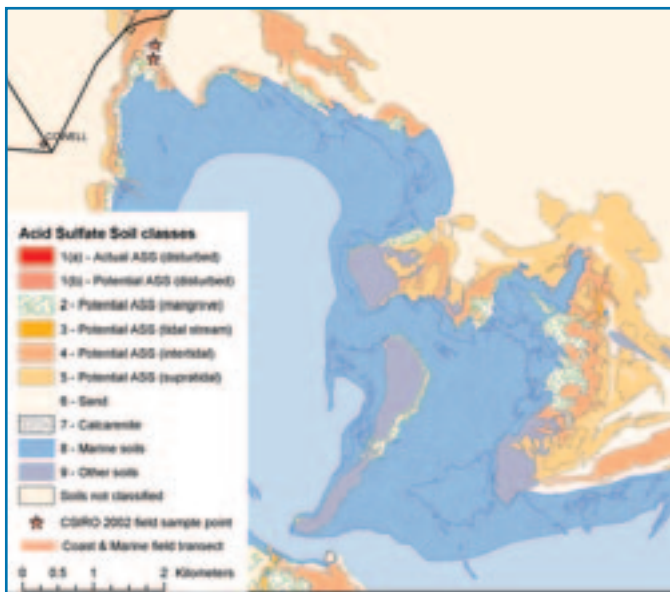 COWELL
Acid Sulfate Soil classes
1(a) - Actual ASS (disturbed)
1(b) - Potential ASS (disturbed)
2 - Potential ASS (mangrove)
3 - Potential ASS (tidal stream)
4 - Potential ASS (intertidal)
5 - Potential ASS (supratidal)
6 - Sand
7 - Calcarenite
8 - Marine soils
9 - Other soils
Soils not classified
CSIRO 2002 field sample point
Coast & Marine field transect
0 0.5 1 2 Kilometers